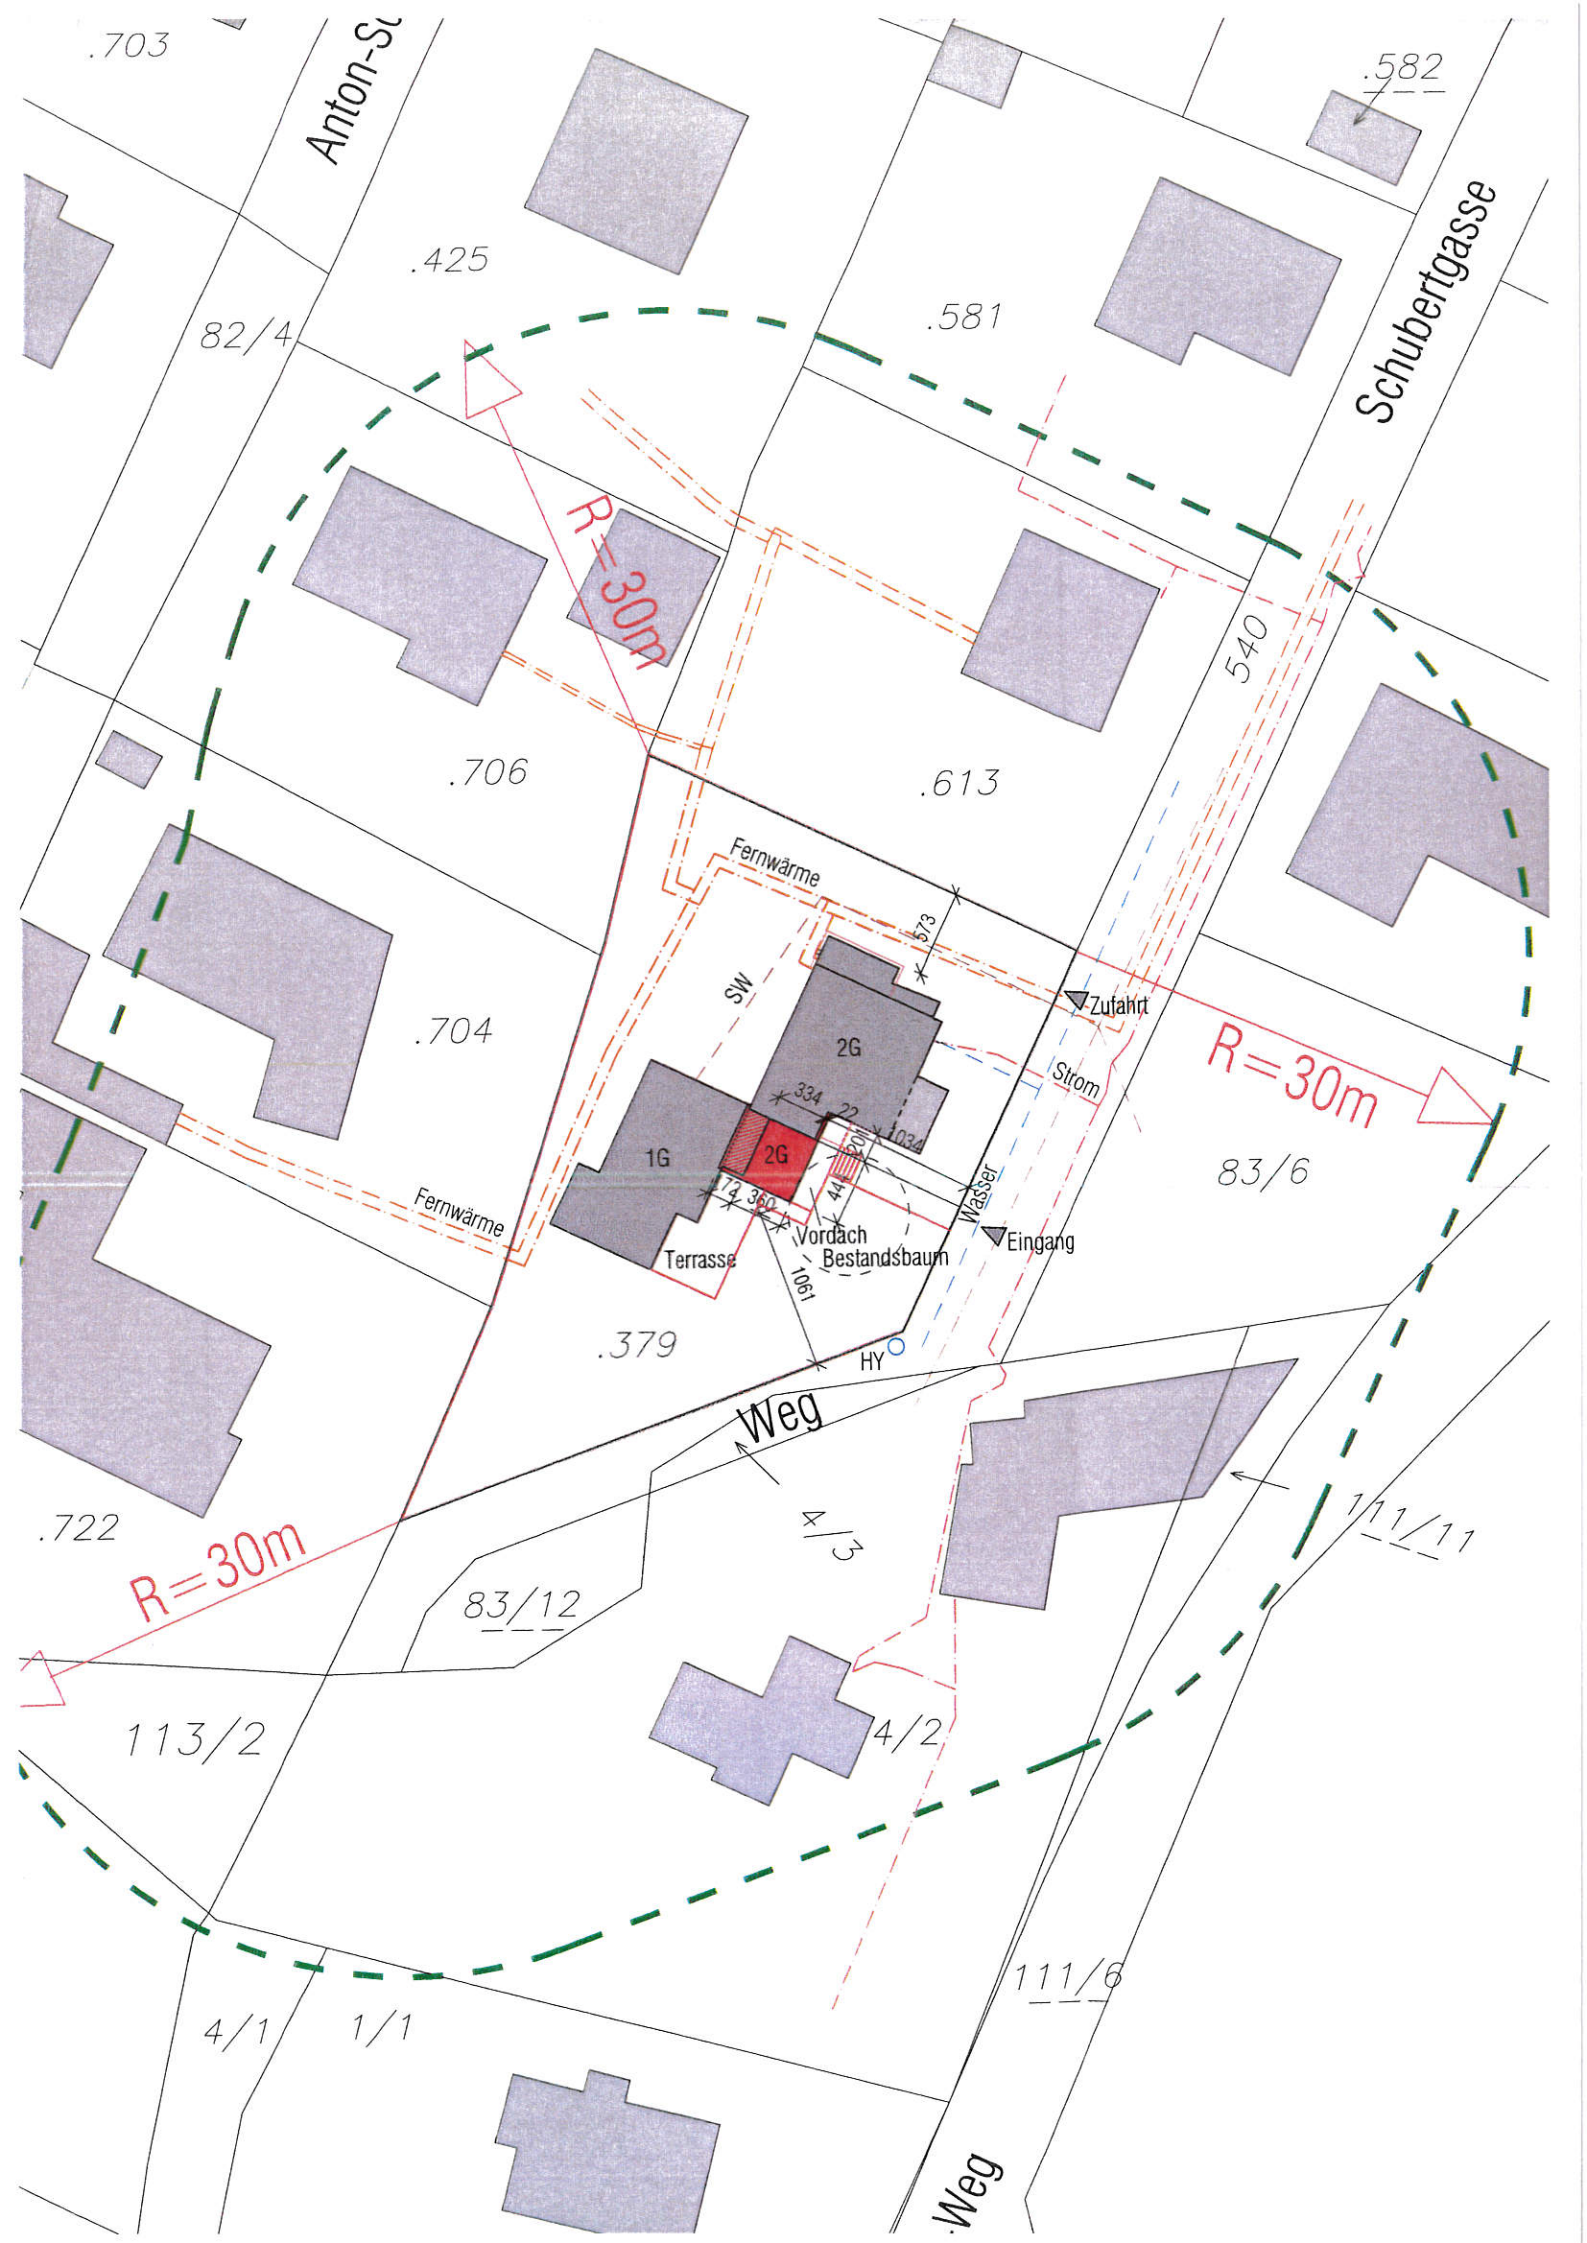 .703
Anton-
.582
.425
82/4
.581
Schubertgasse
R=30m
540
.706
.613
Fernwärme
573
SW
Zufahrt
.704
2G
Strom
R=30m
334
22
1034
201
1G
2G
83/6
Fernwärme
172
360
44
Wasser
Vordach
Eingang
Terrasse
Bestandsbaum
1061
.379
HY
Weg
.722
4/3
111/11
R=30m
83/12
113/2
4/2
111/6
4/1
1/1
Weg